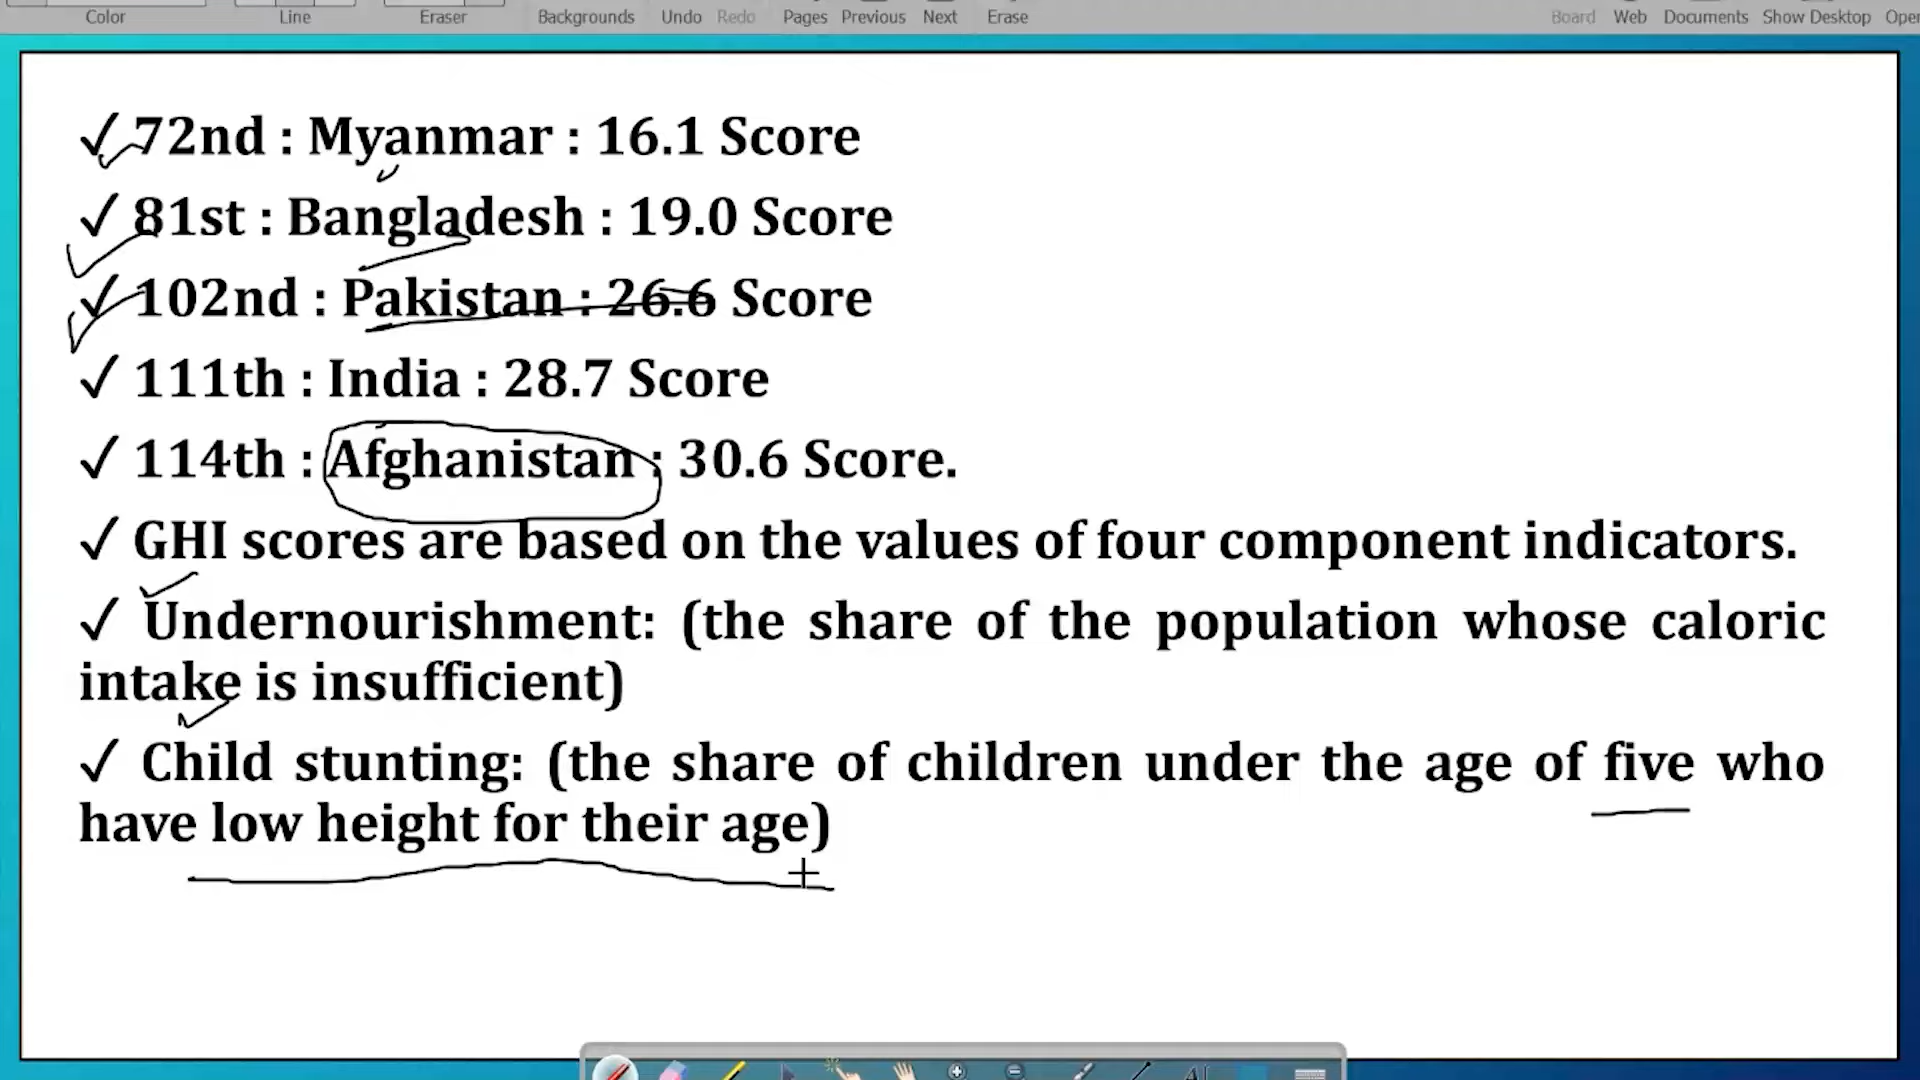 Color Line Eraser Backgrounds Undo Redo Pages Previous Next Erase Board Web Documents Show Desktop Oper
✓ 72nd : Myanmar : 16.1 Score
✓ 81st : Bangladesh : 19.0 Score
✓ 102nd : Pakistan : 26.6 Score
✓ 111th : India : 28.7 Score
✓ 114th : Afghanistan : 30.6 Score.
✓ GHI scores are based on the values of four component indicators.
✓ Undernourishment: (the share of the population whose caloric
intake is insufficient)
✓ Child stunting: (the share of children under the age of five who
have low height for their age)